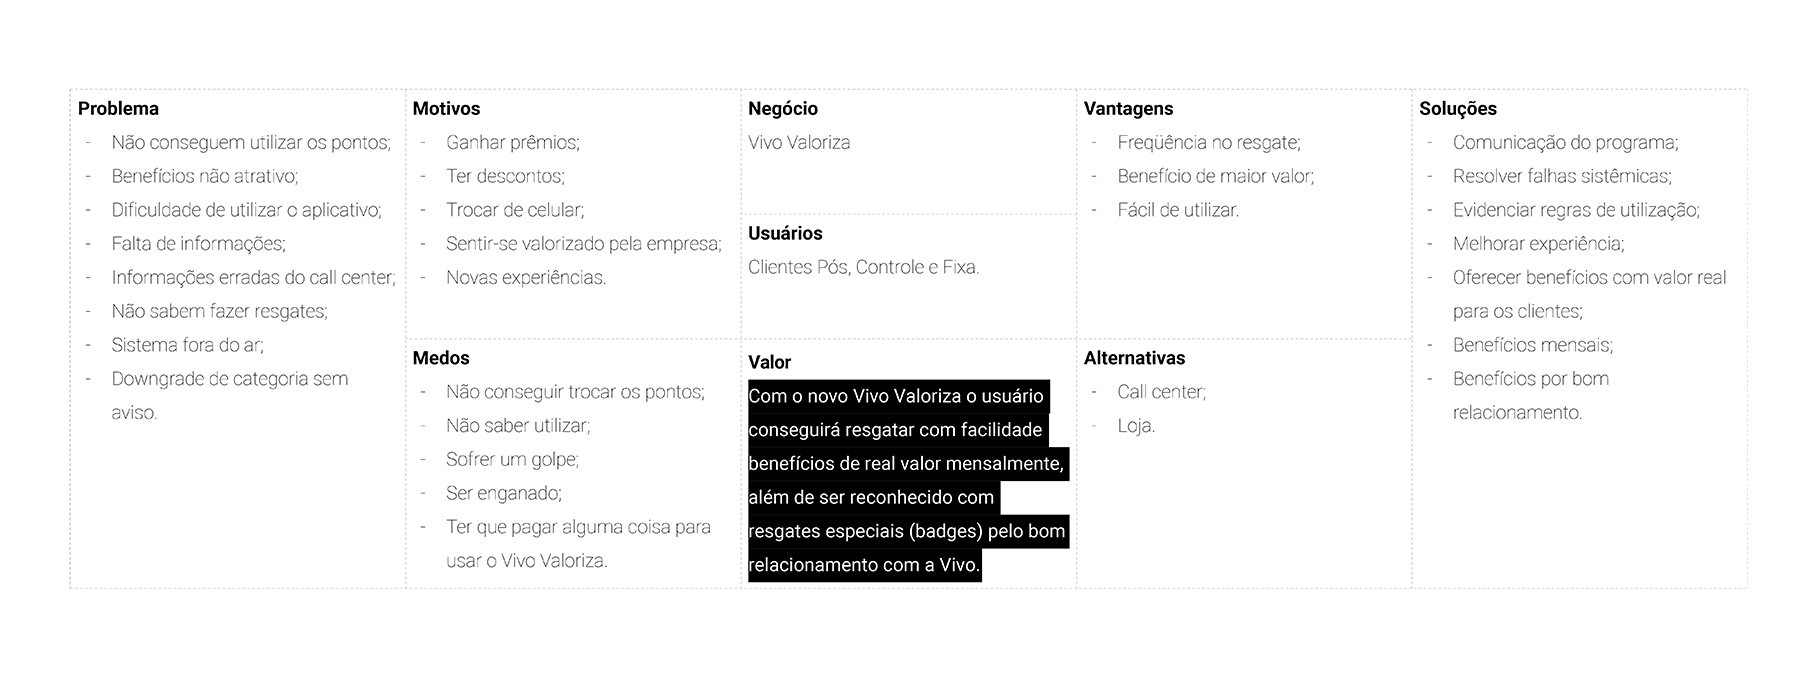 Problema
- Não conseguem utilizar os pontos;
- Benefícios não atrativo;
- Dificuldade de utilizar o aplicativo;
- Falta de informações;
- Informações erradas do call center;
- Não sabem fazer resgates;
- Sistema fora do ar;
- Downgrade de categoria sem
aviso.
Motivos
- Ganhar prêmios;
- Ter descontos;
- Trocar de celular;
- Sentir-se valorizado pela empresa;
- Novas experiências.
Medos
- Não conseguir trocar os pontos;
- Não saber utilizar;
- Sofrer um golpe;
- Ser enganado;
- Ter que pagar alguma coisa para
usar o Vivo Valoriza.
Negócio
Vivo Valoriza
Usuários
Clientes Pós, Controle e Fixa.
Valor
Com o novo Vivo Valoriza o usuário
conseguirá resgatar com facilidade
benefícios de real valor mensalmente,
além de ser reconhecido com
resgates especiais (badges) pelo bom
relacionamento com a Vivo.
Vantagens
- Freqüência no resgate;
- Benefício de maior valor;
- Fácil de utilizar.
Alternativas
- Call center;
- Loja.
Soluções
- Comunicação do programa;
- Resolver falhas sistêmicas;
- Evidenciar regras de utilização;
- Melhorar experiência;
- Oferecer benefícios com valor real
para os clientes;
- Benefícios mensais;
- Benefícios por bom
relacionamento.